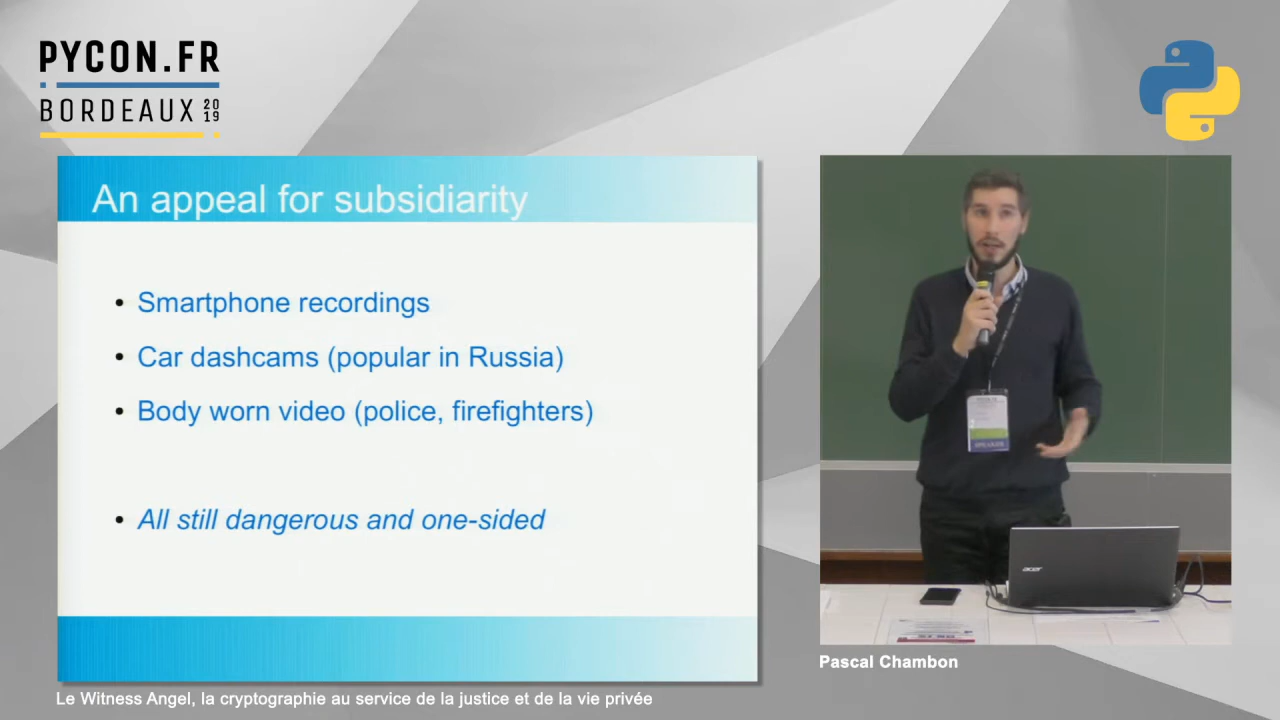 PYCON.FR
BORDEAUX 2019
An appeal for subsidiarity
• Smartphone recordings
• Car dashcams (popular in Russia)
• Body worn video (police, firefighters)
• All still dangerous and one-sided
acer
Pascal Chambon
Le Witness Angel, la cryptographie au service de la justice et de la vie privée